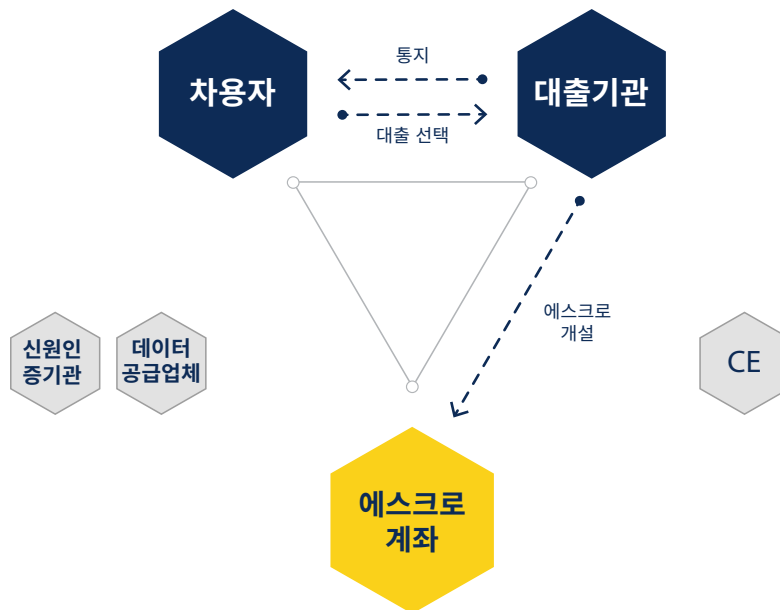 통지
차용자
대출기관
대출 선택
에스크로
개설
신원인
증기관
데이터
공급업체
CE
에스크로
계좌